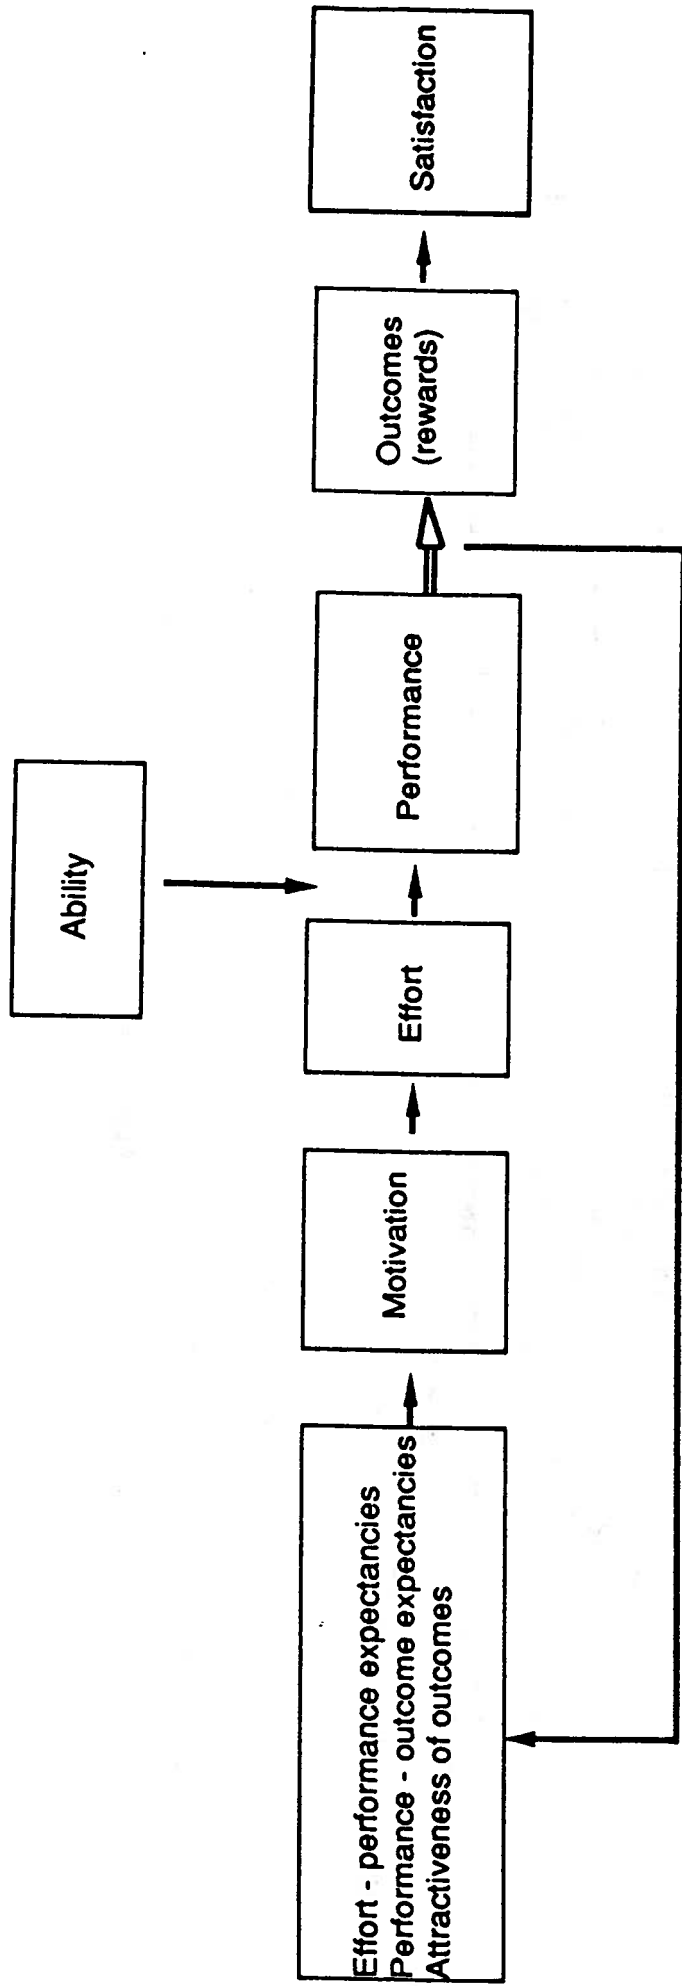 Ability
Effort - performance expectancies
Performance - outcome expectancies
Attractiveness of outcomes
Motivation
Effort
Performance
Outcomes
(rewards)
Satisfaction